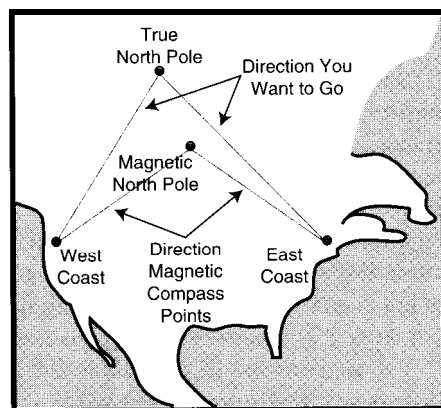 True
North Pole
Direction You
Want to Go
Magnetic
North Pole
West
Coast
Direction
Magnetic
Compass
Points
East
Coast